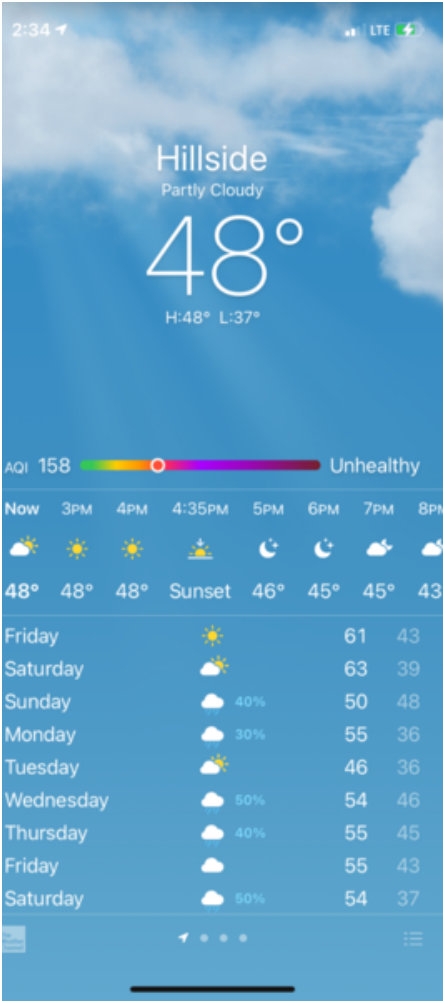 2:34 LTE
Hillside
Partly Cloudy
48°
H:48° L:37°
AQI 158 Unhealthy
Now 3PM 4PM 4:35PM 5PM 6PM 7PM 8PM
48° 48° 48° Sunset 46° 45° 45° 43
Friday 61 43
Saturday 63 39
Sunday 40% 50 48
Monday 30% 55 36
Tuesday 46 36
Wednesday 50% 54 46
Thursday 40% 55 45
Friday 55 43
Saturday 50% 54 37